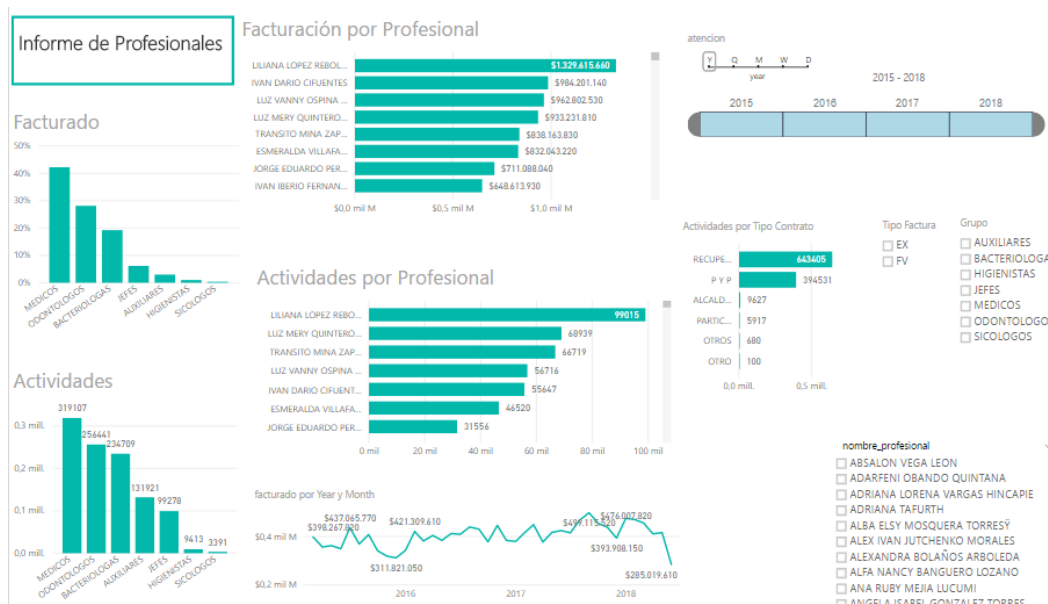 Informe de Profesionales
Facturado
50%
40%
30%
20%
10%
0%
MEDICOS
ODONTOLOGOS
BACTERIOLOGAS
JEFES
AUXILIARES
HIGIENISTAS
SICOLOGOS
Actividades
0,3 mill.
0,2 mill.
0,1 mill.
0,0 mill.
319107
256441
234709
131921
99278
9413
3391
MEDICOS
ODONTOLOGOS
BACTERIOLOGAS
AUXILIARES
JEFES
HIGIENISTAS
SICOLOGOS
Facturación por Profesional
LILIANA LOPEZ REBOL... $1.329.615.660
IVAN DARIO CIFUENTES $984.201.140
LUZ VANNY OSPINA ... $962.802.530
LUZ MERY QUINTERO... $933.231.810
TRANSITO MINA ZAP... $838.163.830
ESMERALDA VILLAFA... $832.043.220
JORGE EDUARDO PER... $711.088.040
IVAN IBERIO FERNAN... $648.613.930
$0,0 mil M $0,5 mil M $1,0 mil M
Actividades por Profesional
LILIANA LOPEZ REBO... 99015
LUZ MERY QUINTERO... 68939
TRANSITO MINA ZAP... 66719
LUZ VANNY OSPINA ... 56716
IVAN DARIO CIFUENT... 55647
ESMERALDA VILLAFA... 46520
JORGE EDUARDO PER... 31556
0 mil 20 mil 40 mil 60 mil 80 mil 100 mil
facturado por Year y Month
$0,4 mil M
$0,2 mil M
$398.267.820
$437.065.770
$311.821.050
$421.309.610
$499.115.520
$393.908.150
$476.007.820
$285.019.610
2016 2017 2018
atencion
Y Q M W D
year
2015 - 2018
2015 2016 2017 2018
Actividades por Tipo Contrato
RECUPE... 643405
P Y P 394531
ALCALD... 9627
PARTIC... 5917
OTROS 680
OTRO 100
0,0 mill. 0,5 mill.
Tipo Factura
EX
FV
Grupo
AUXILIARES
BACTERIOLOGA
HIGIENISTAS
JEFES
MEDICOS
ODONTOLOGO
SICOLOGOS
nombre_profesional
ABSALON VEGA LEON
ADARFENI OBANDO QUINTANA
ADRIANA LORENA VARGAS HINCAPIE
ADRIANA TAFURTH
ALBA ELSY MOSQUERA TORRESŸ
ALEX IVAN JUTCHENKO MORALES
ALEXANDRA BOLAÑOS ARBOLEDA
ALFA NANCY BANGUERO LOZANO
ANA RUBY MEJIA LUCUMI
ANGELA ISABEL GONZALEZ TORRES